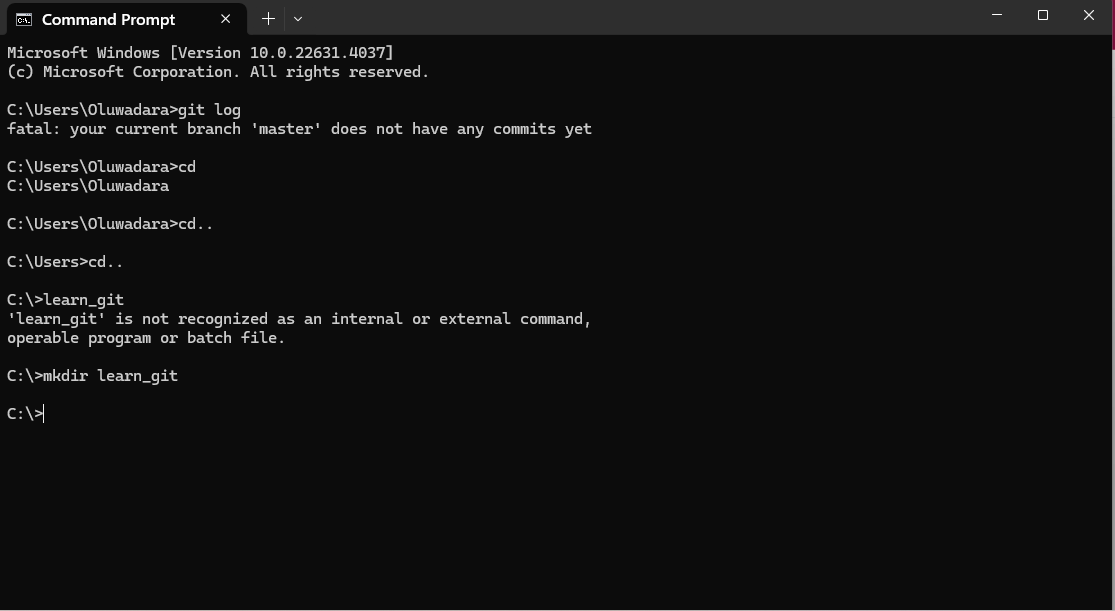 Command Prompt
Microsoft Windows [Version 10.0.22631.4037]
(c) Microsoft Corporation. All rights reserved.
C:\Users\Oluwadara>git log
fatal: your current branch 'master' does not have any commits yet
C:\Users\Oluwadara>cd
C:\Users\Oluwadara
C:\Users\Oluwadara>cd..
C:\Users>cd..
C:\>learn_git
'learn_git' is not recognized as an internal or external command,
operable program or batch file.
C:\>mkdir learn_git
C:\>